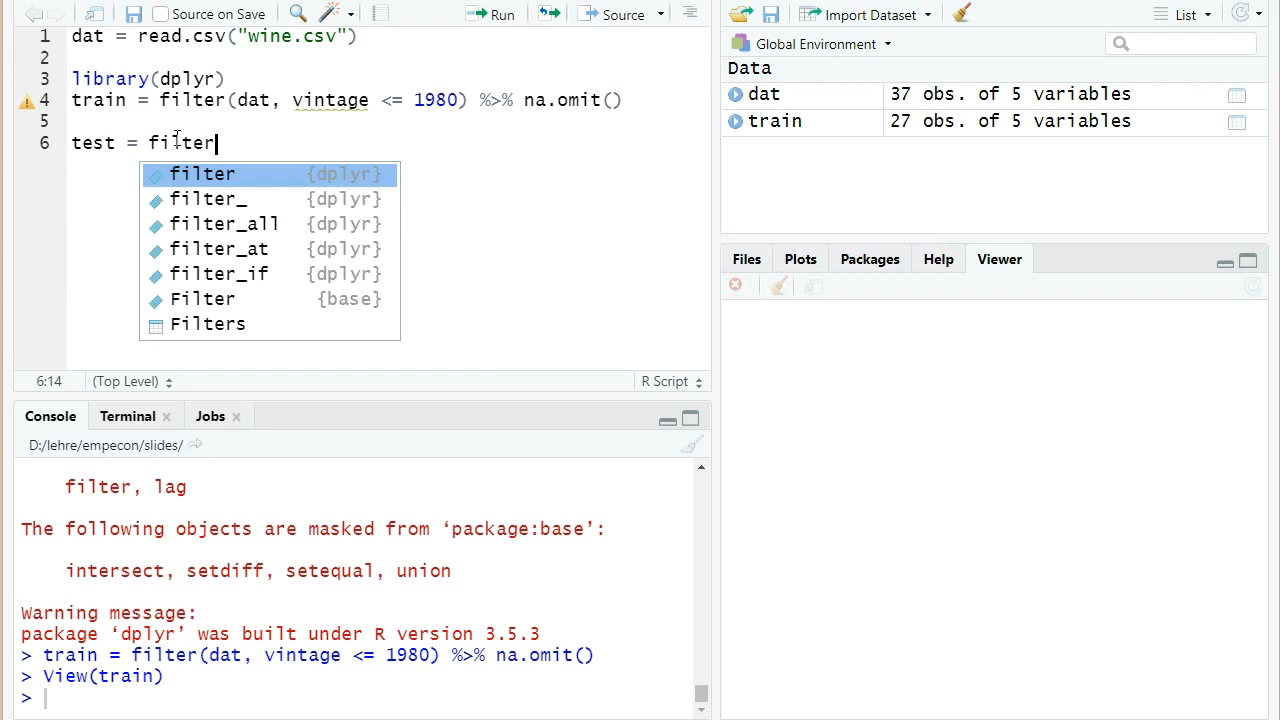 Source on Save
Run
Source
1 dat = read.csv("wine.csv")
2
3 library(dplyr)
4 train = filter(dat, vintage <= 1980) %>% na.omit()
5
6 test = filter
filter {dplyr}
filter_ {dplyr}
filter_all {dplyr}
filter_at {dplyr}
filter_if {dplyr}
Filter {base}
Filters
6:14 (Top Level) R Script
Console Terminal Jobs
D:/lehre/empecon/slides/
filter, lag
The following objects are masked from ‘package:base’:
intersect, setdiff, setequal, union
Warning message:
package ‘dplyr’ was built under R version 3.5.3
> train = filter(dat, vintage <= 1980) %>% na.omit()
> View(train)
>
Import Dataset List
Global Environment
Data
dat 37 obs. of 5 variables
train 27 obs. of 5 variables
Files Plots Packages Help Viewer